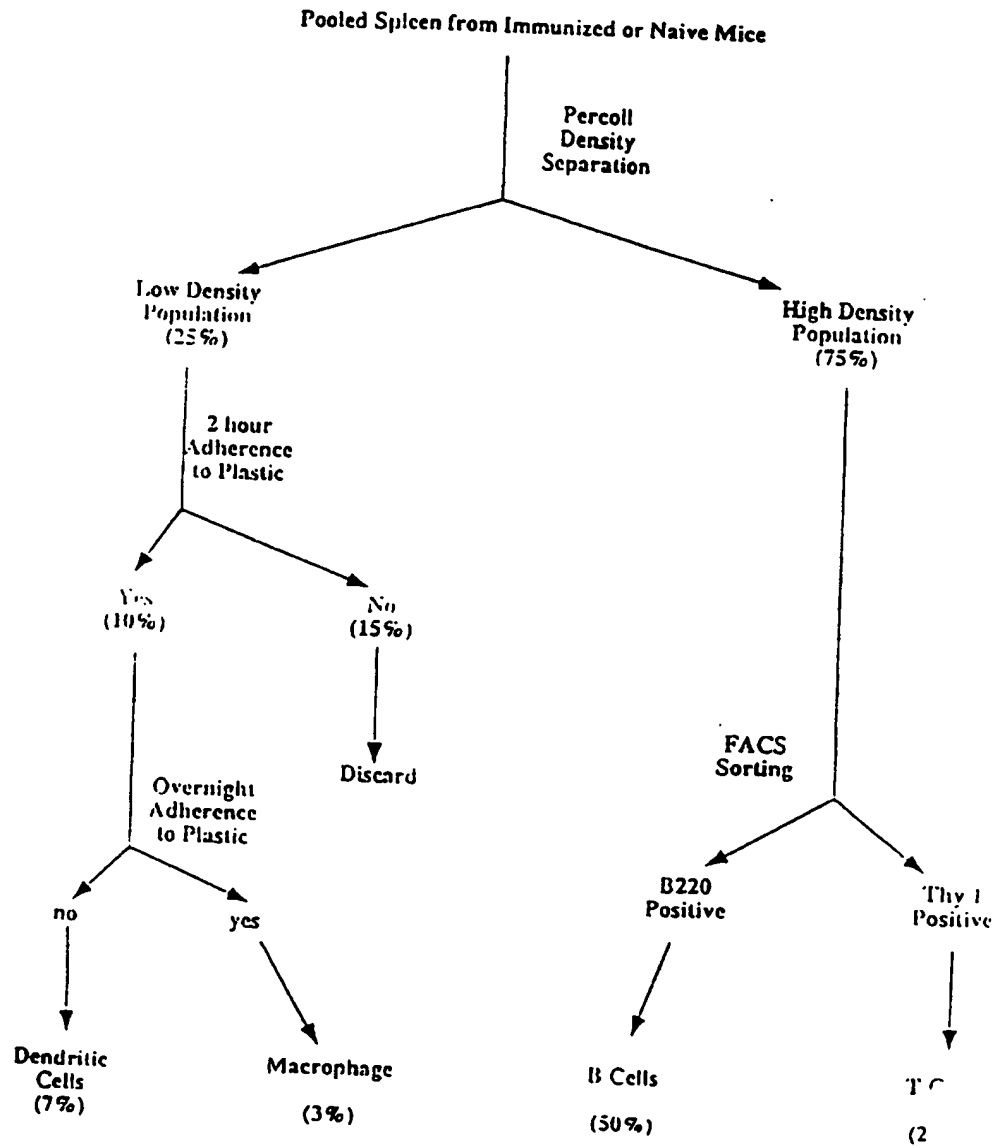 Pooled Spleen from Immunized or Naive Mice
Percoll
Density
Separation
Low Density
Population
(25%)
High Density
Population
(75%)
2 hour
Adherence
to Plastic
Yes
(10%)
No
(15%)
Discard
FACS
Sorting
Overnight
Adherence
to Plastic
no
yes
B220
Positive
Thy 1
Positive
Dendritic
Cells
(7%)
Macrophage
(3%)
B Cells
(50%)
T C
(2